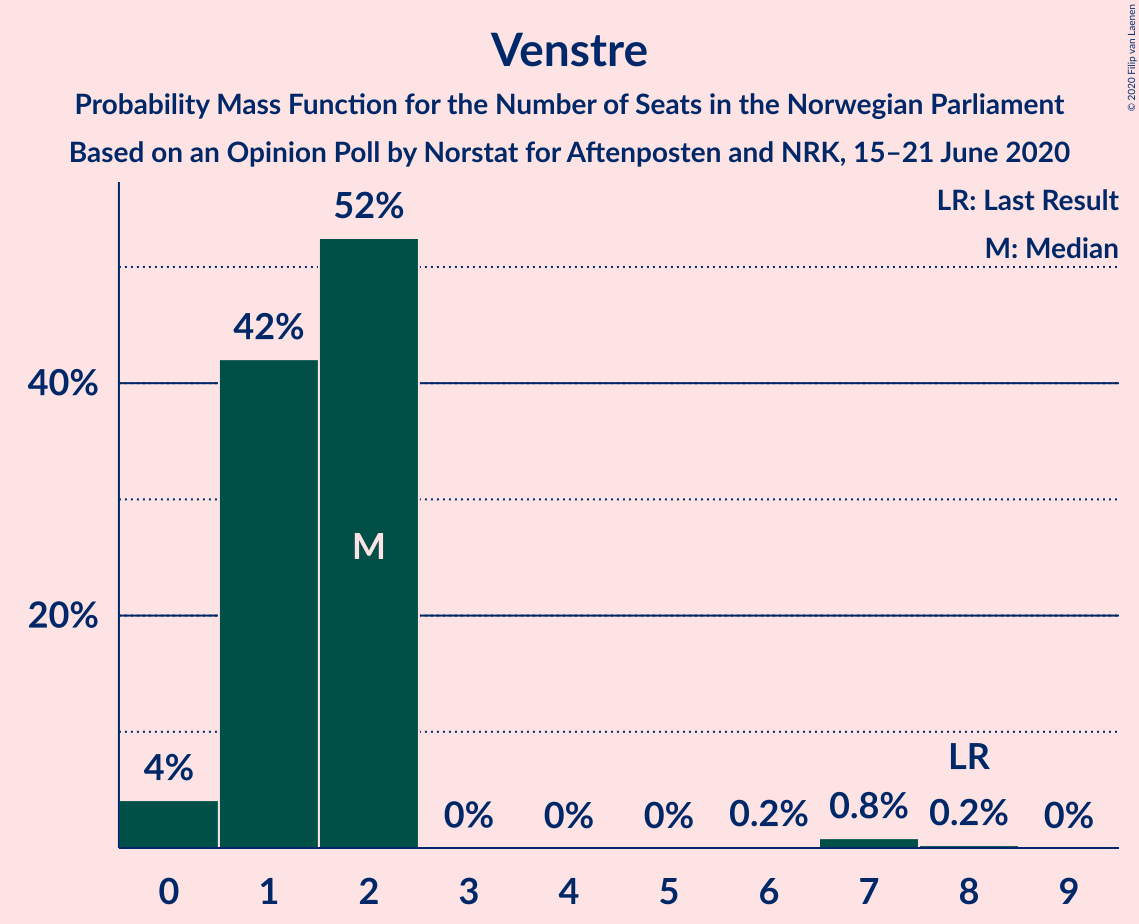 Venstre
Probability Mass Function for the Number of Seats in the Norwegian Parliament
Based on an Opinion Poll by Norstat for Aftenposten and NRK, 15–21 June 2020
© 2020 Filip van Laenen
LR: Last Result
M: Median
52%
42%
40%
M
20%
LR
4%
0%
0%
0%
0.2%
0.8%
0.2%
0%
0 1 2 3 4 5 6 7 8 9